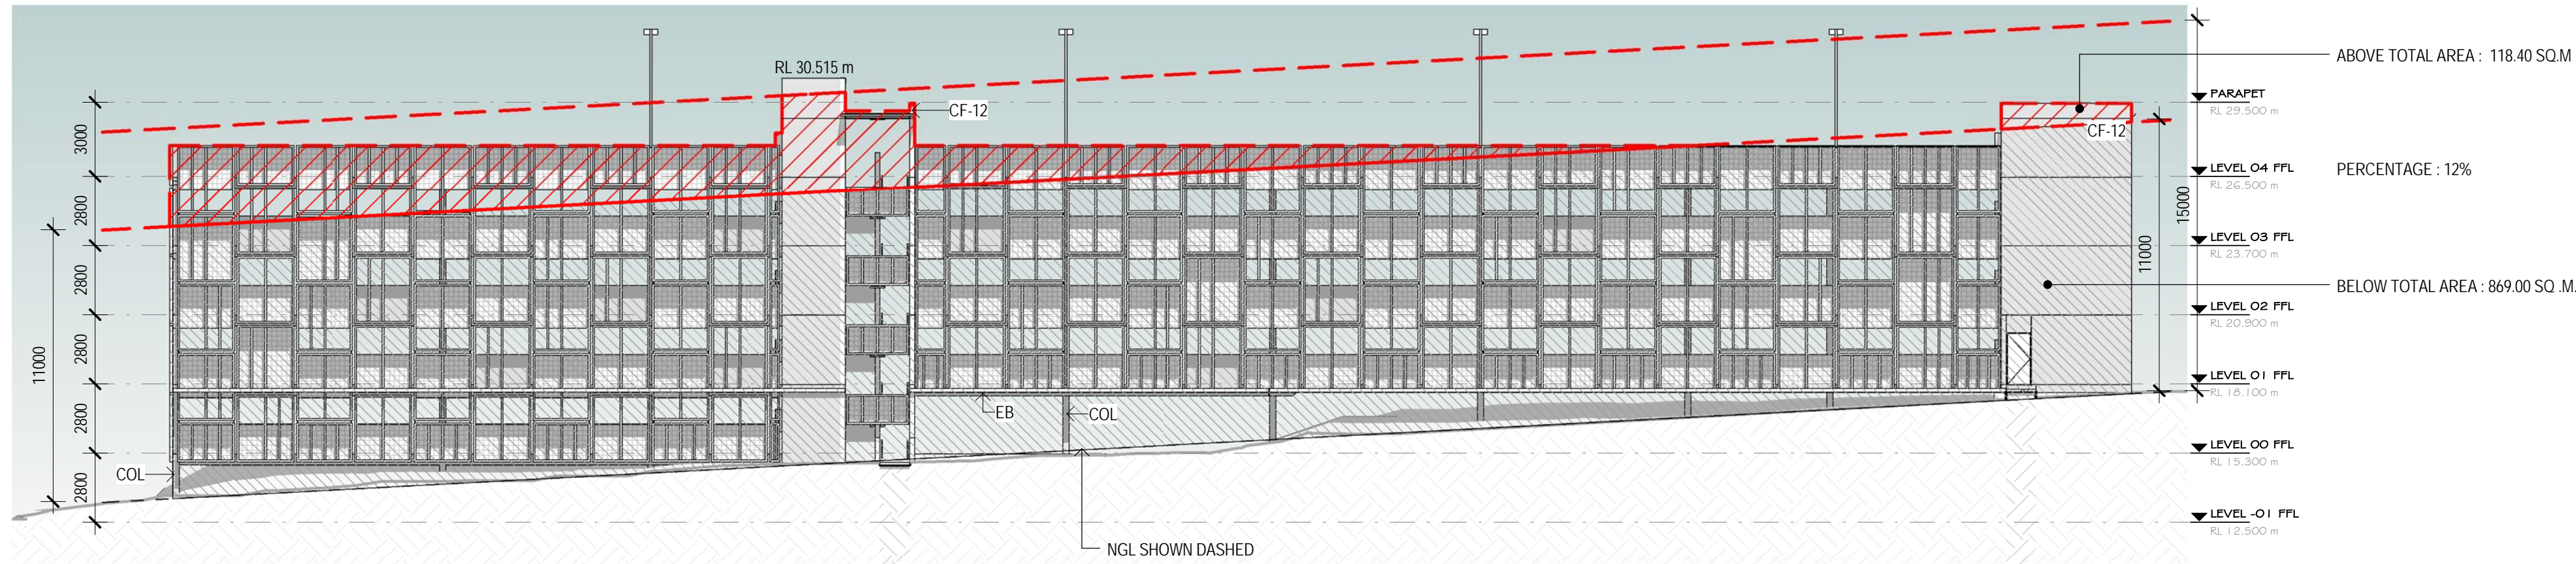 RL 30.515 m
CF-12
3000
2800
2800
2800
2800
2800
11000
COL
EB
COL
NGL SHOWN DASHED
CF-12
15000
11000
PARAPET
RL 29.500 m
LEVEL 04 FFL
RL 26.500 m
LEVEL 03 FFL
RL 23.700 m
LEVEL 02 FFL
RL 20.900 m
LEVEL 01 FFL
RL 18.100 m
LEVEL 00 FFL
RL 15.300 m
LEVEL -01 FFL
RL 12.500 m
ABOVE TOTAL AREA : 118.40 SQ.M
PERCENTAGE : 12%
BELOW TOTAL AREA : 869.00 SQ .M.